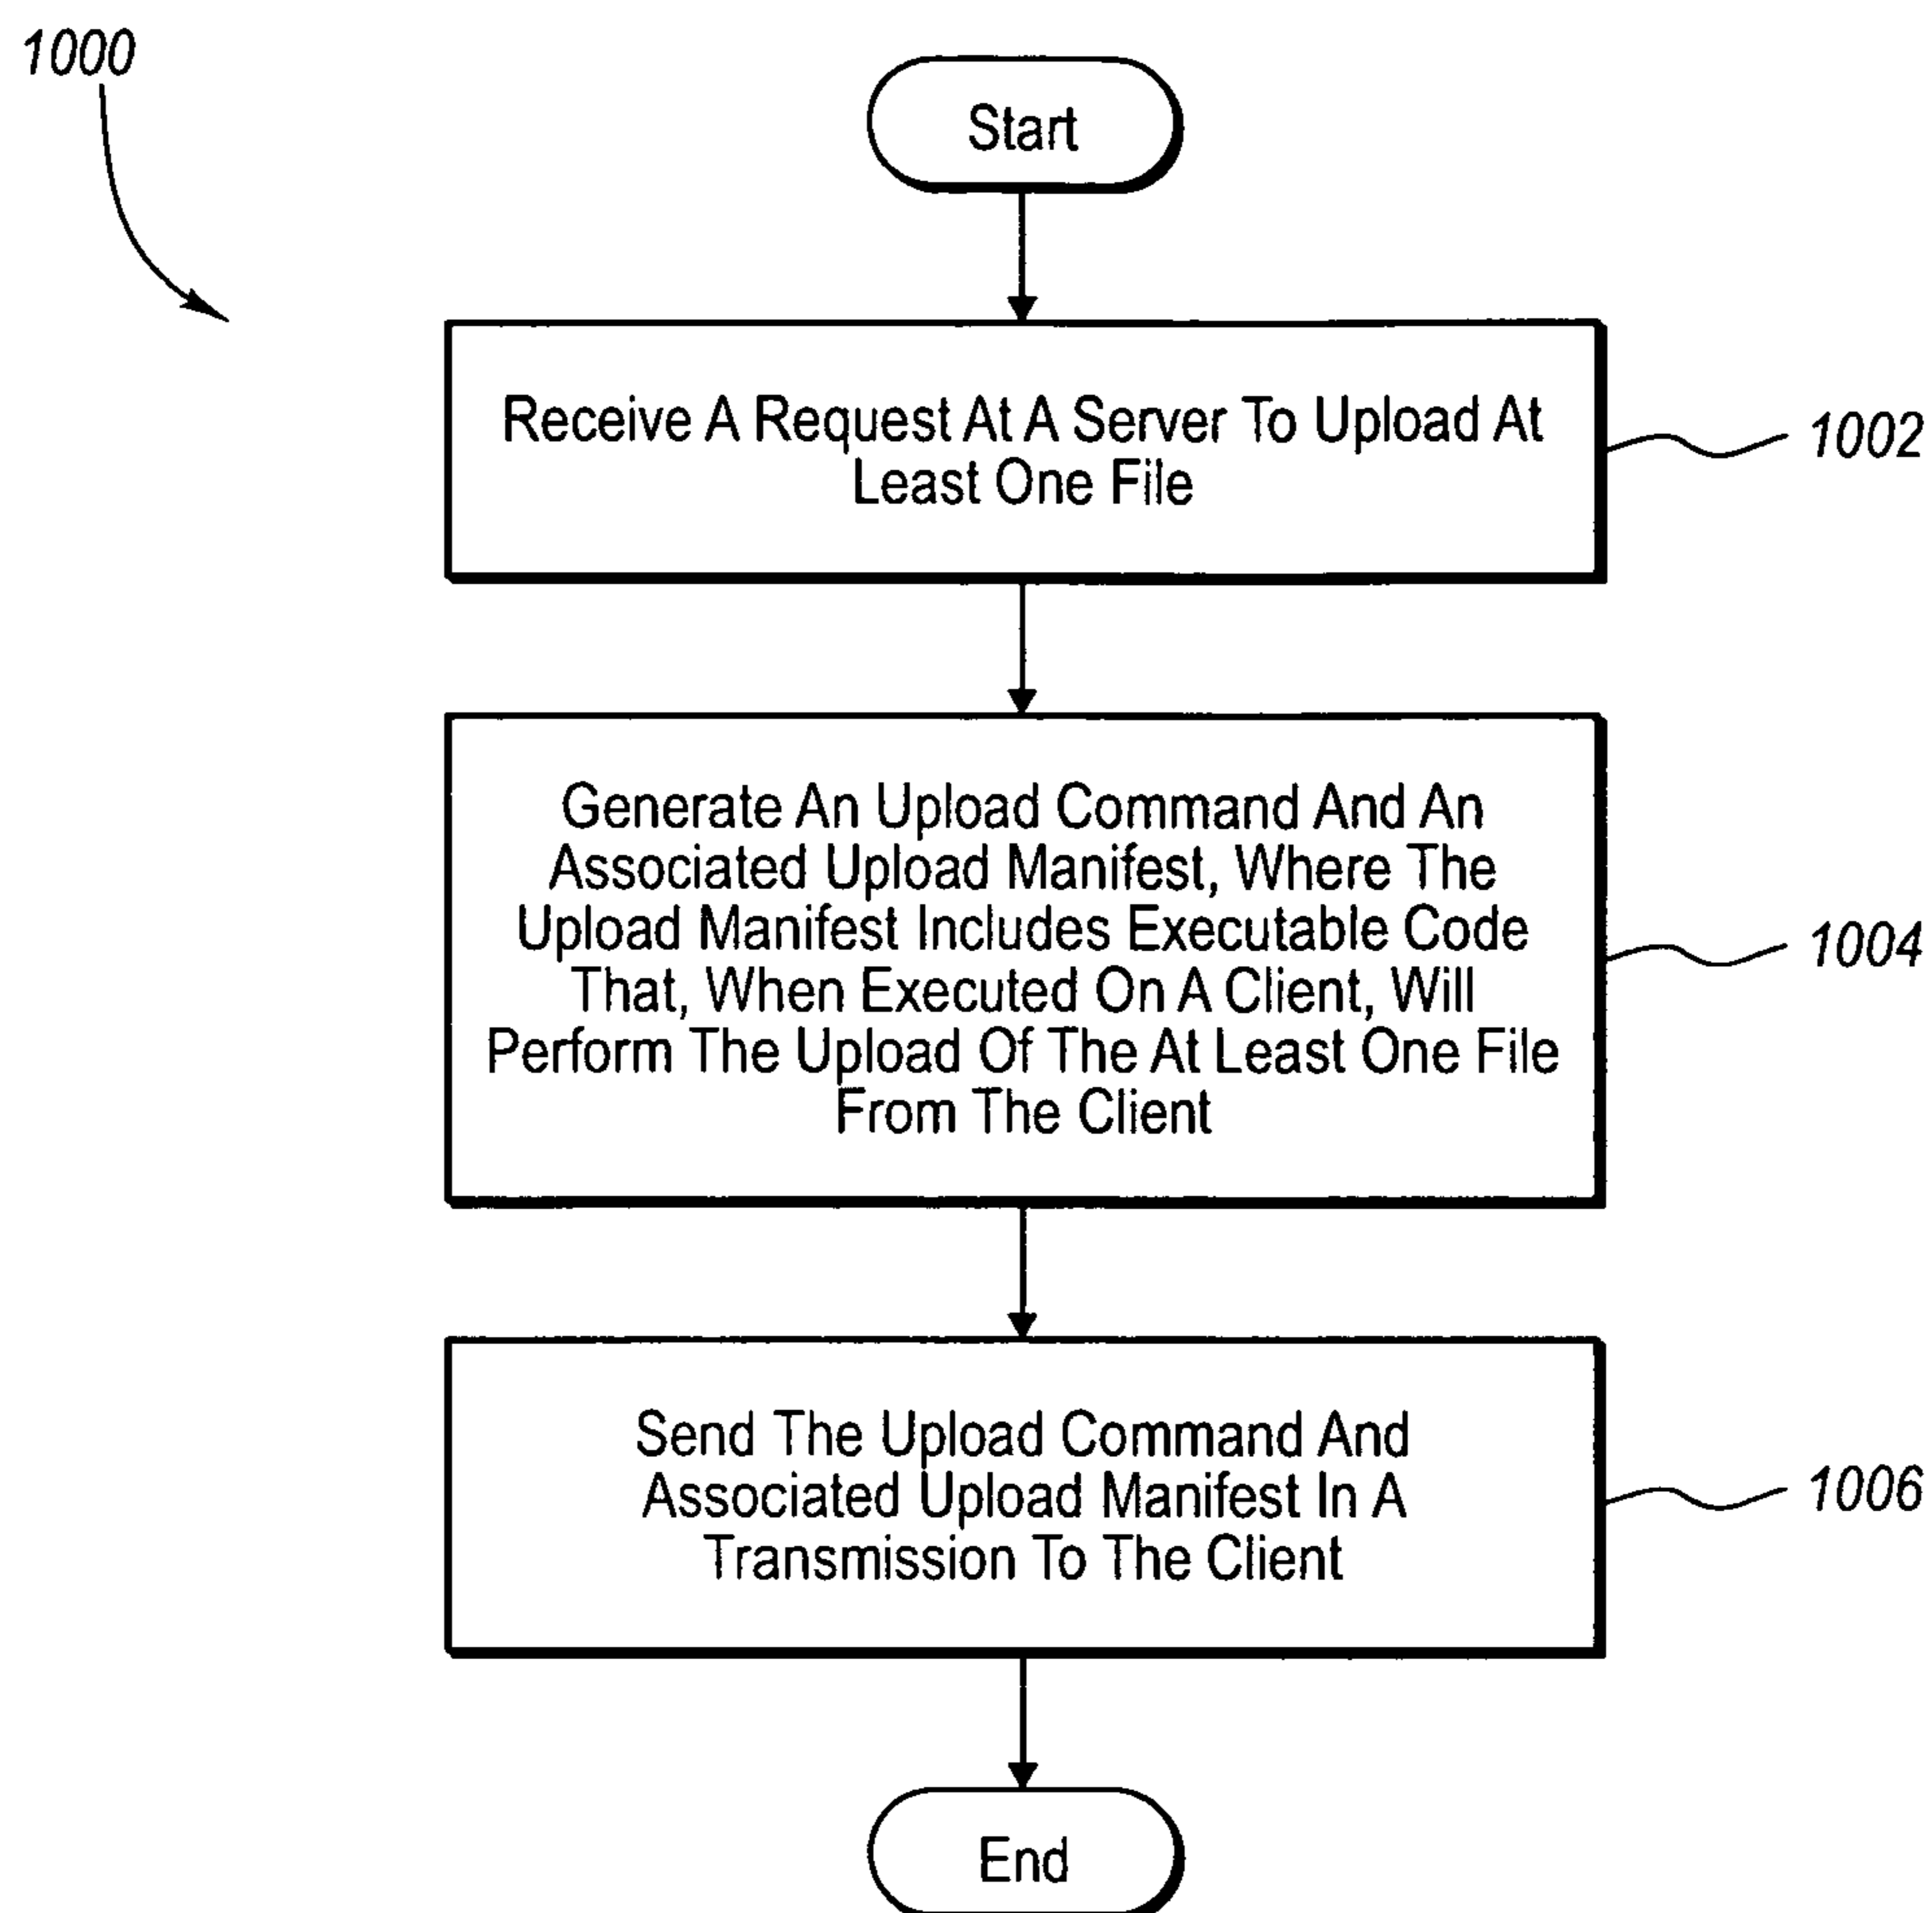 1000
Start
Receive A Request At A Server To Upload At
Least One File
1002
Generate An Upload Command And An
Associated Upload Manifest, Where The
Upload Manifest Includes Executable Code
That, When Executed On A Client, Will
Perform The Upload Of The At Least One File
From The Client
1004
Send The Upload Command And
Associated Upload Manifest In A
Transmission To The Client
1006
End